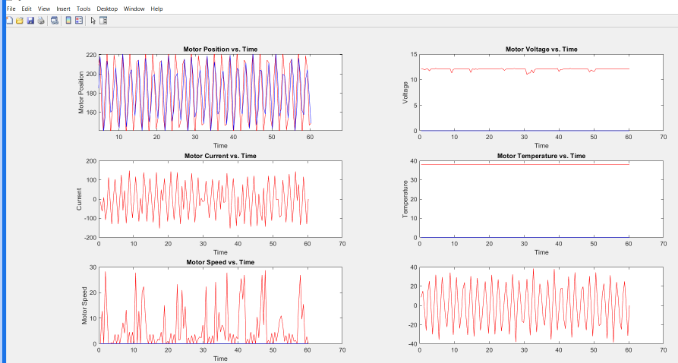 File Edit View Insert Tools Desktop Window Help
Motor Position vs. Time
220
200
180
160
Motor Position
10 20 30 40 50 60
Time
Motor Voltage vs. Time
15
10
5
0
Voltage
0 10 20 30 40 50 60 70
Time
Motor Current vs. Time
200
100
0
-100
-200
Current
0 10 20 30 40 50 60 70
Time
Motor Temperature vs. Time
40
30
20
10
0
Temperature
0 10 20 30 40 50 60 70
Time
Motor Speed vs. Time
30
20
10
0
Motor Speed
0 10 20 30 40 50 60 70
Time
40
20
0
-20
-40
0 10 20 30 40 50 60 70